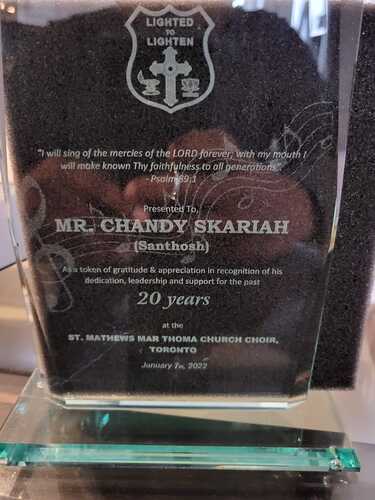 LIGHTED
TO
LIGHTEN
"I will sing of the mercies of the LORD forever; with my mouth I
will make known Thy faithfulness to all generations"
- Psalm 89:1
Presented To,
MR. CHANDY SKARIAH
(Santhosh)
As a token of gratitude & appreciation in recognition of his
dedication, leadership and support for the past
20 years
at the
ST. MATHEWS MAR THOMA CHURCH CHOIR,
TORONTO
January 7th, 2022